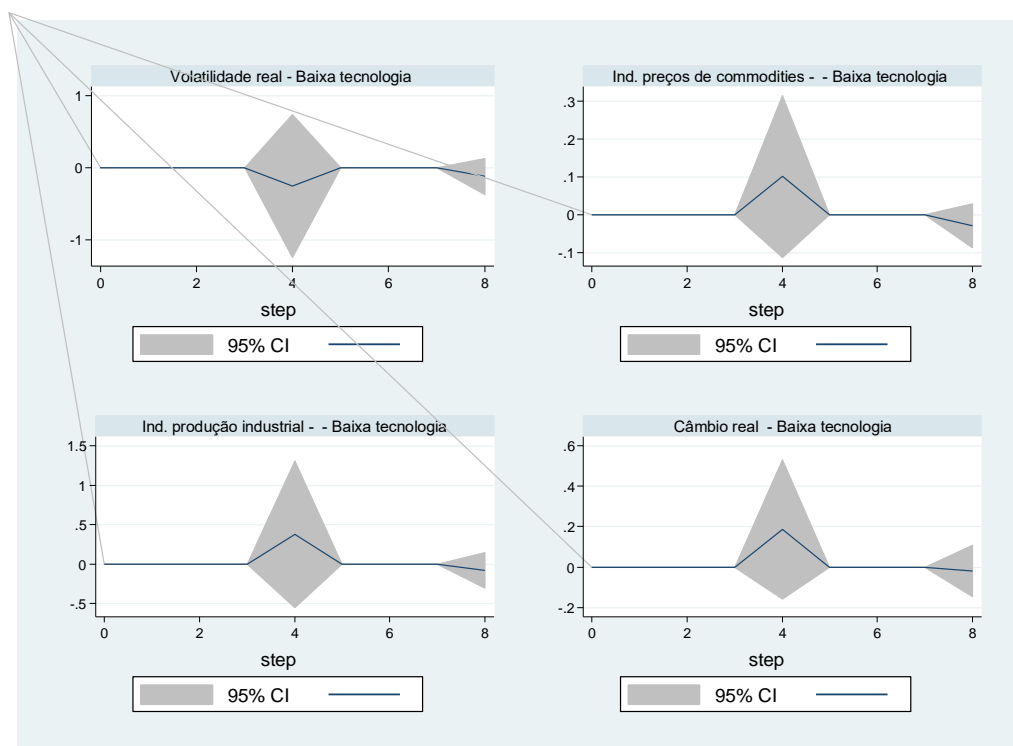 Volatilidade real - Baixa tecnologia
1
0
-1
0 2 4 6 8
step
95% CI
Ind. preços de commodities - - Baixa tecnologia
.3
.2
.1
0
-.1
0 2 4 6 8
step
95% CI
Ind. produção industrial - - Baixa tecnologia
1.5
1
.5
0
-.5
0 2 4 6 8
step
95% CI
Câmbio real - Baixa tecnologia
.6
.4
.2
0
-.2
0 2 4 6 8
step
95% CI